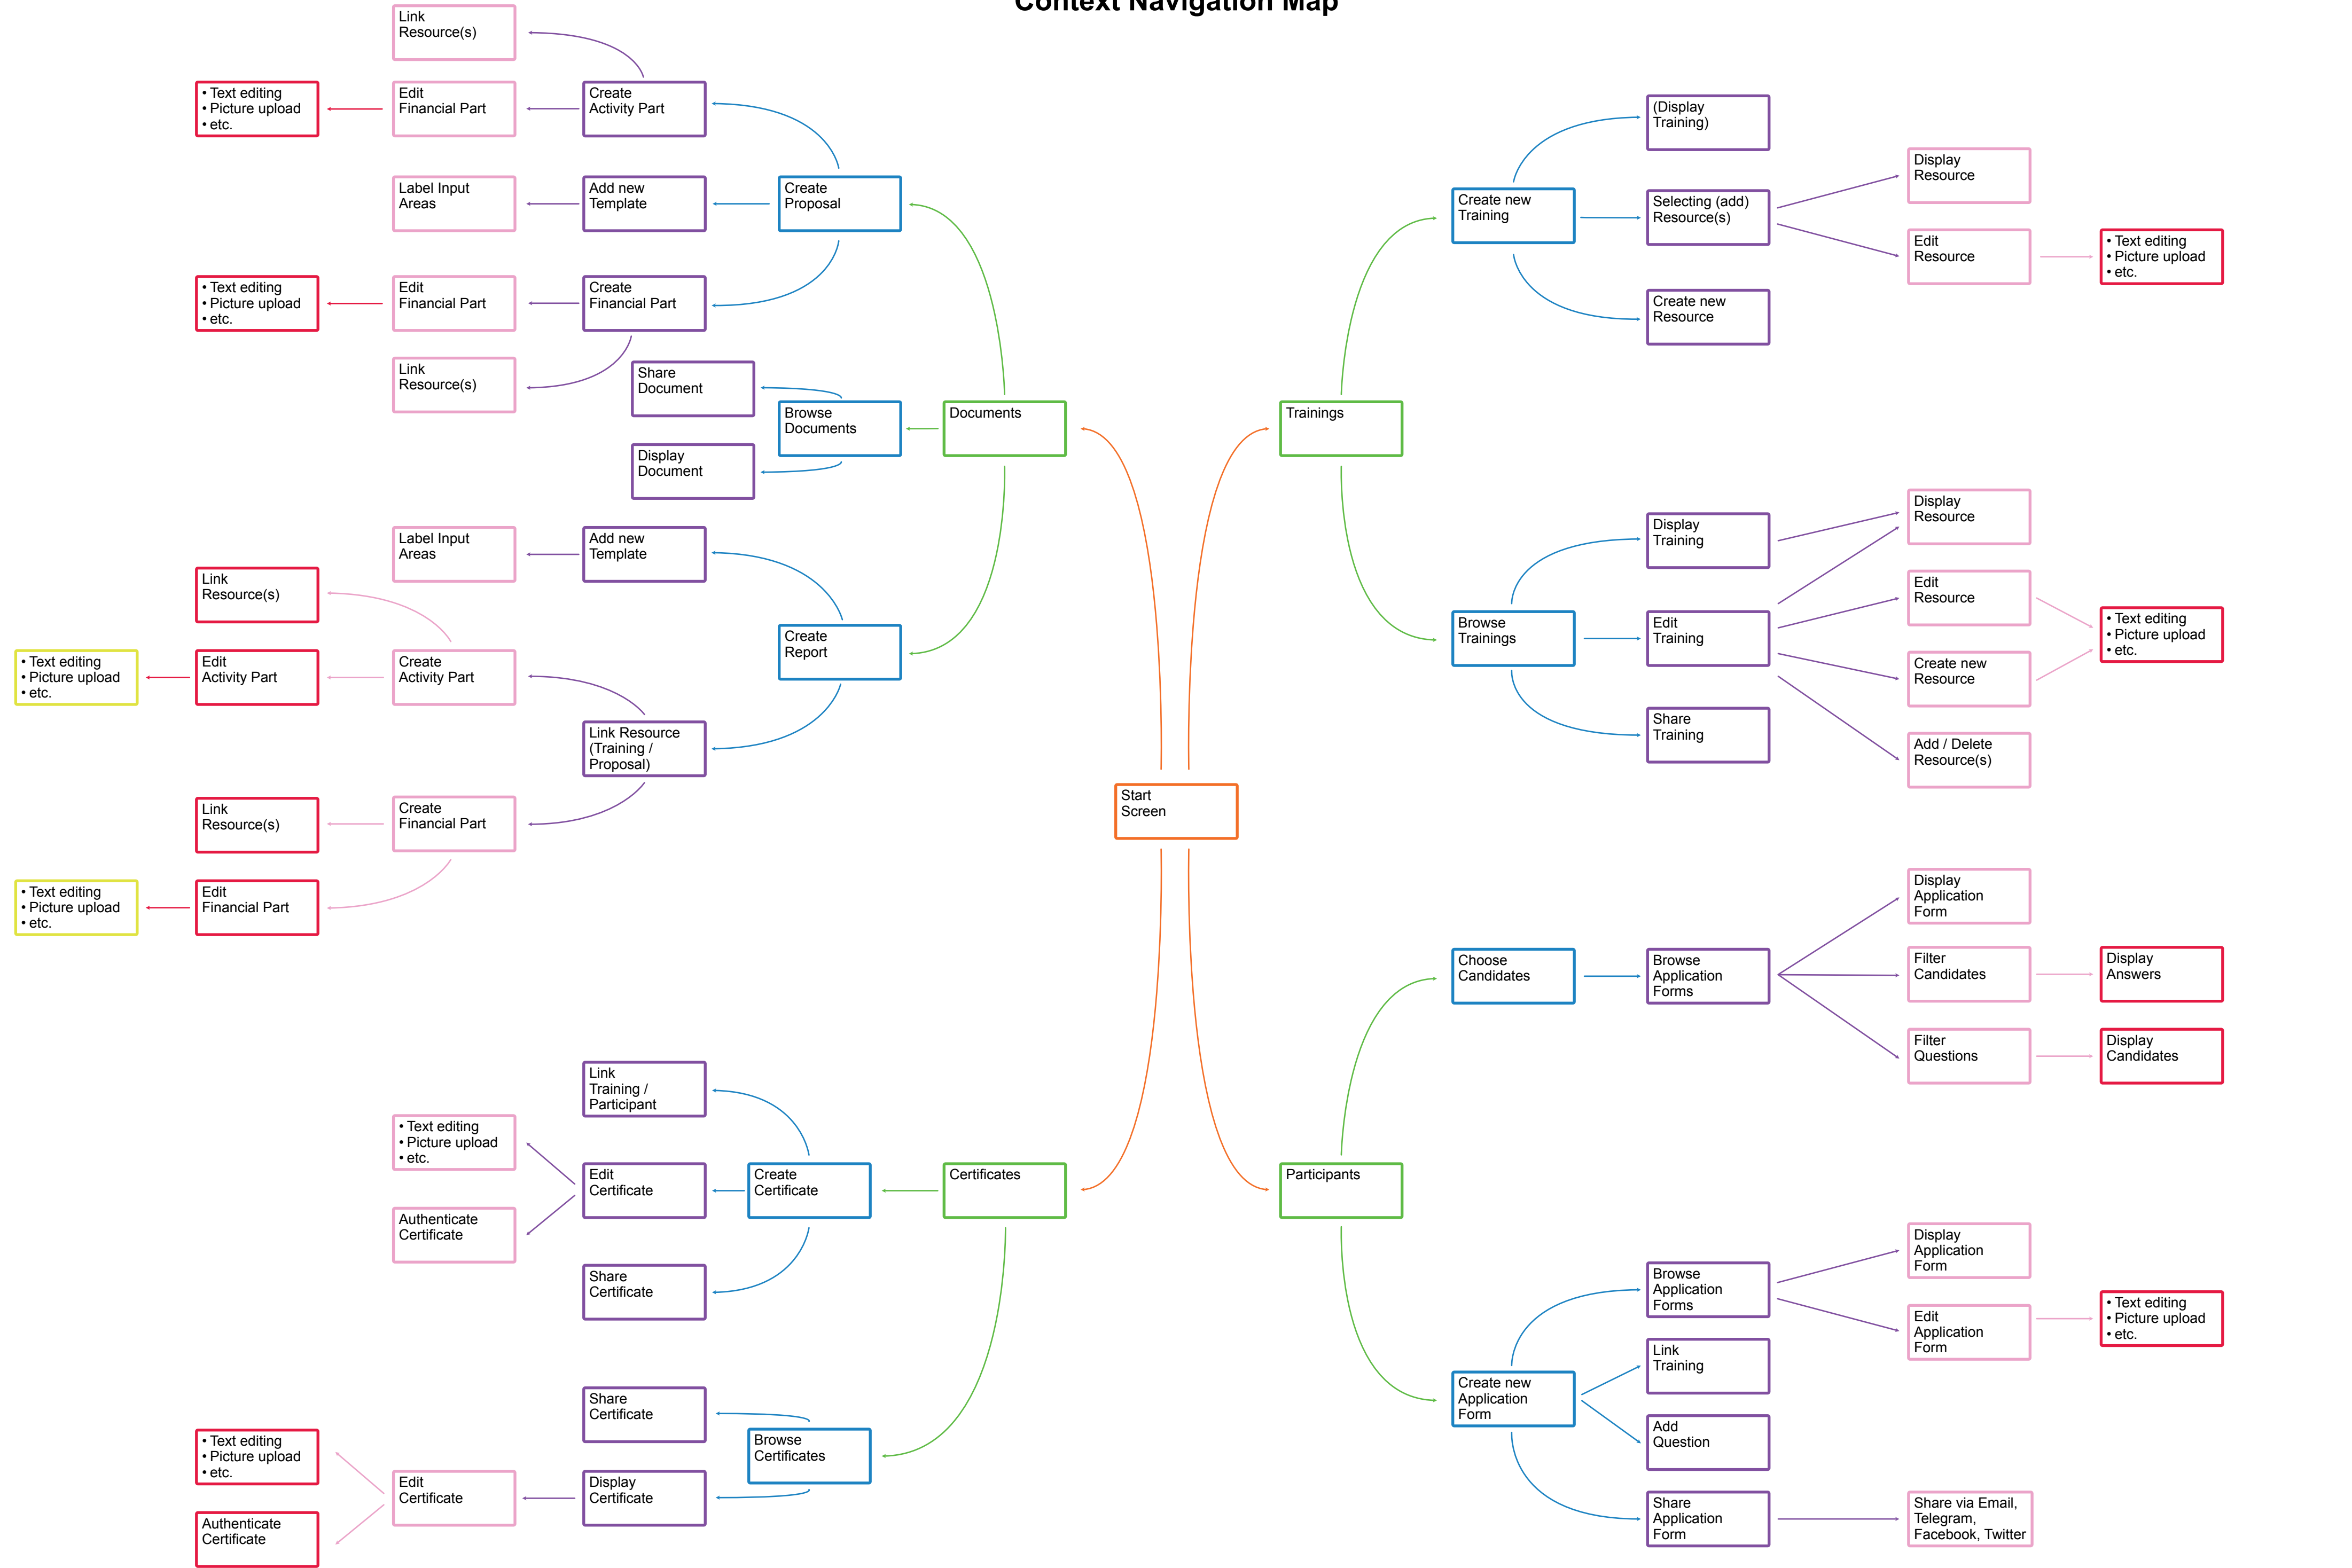 Context Navigation Map
Link
Resource(s)
• Text editing
• Picture upload
• etc.
Edit
Financial Part
Create
Activity Part
Label Input
Areas
Add new
Template
Create
Proposal
• Text editing
• Picture upload
• etc.
Edit
Financial Part
Create
Financial Part
Link
Resource(s)
Share
Document
Browse
Documents
Documents
Display
Document
Label Input
Areas
Add new
Template
Link
Resource(s)
Create
Report
• Text editing
• Picture upload
• etc.
Edit
Activity Part
Create
Activity Part
Link Resource
(Training /
Proposal)
Link
Resource(s)
Create
Financial Part
• Text editing
• Picture upload
• etc.
Edit
Financial Part
(Display
Training)
Display
Resource
Create new
Training
Selecting (add)
Resource(s)
Edit
Resource
• Text editing
• Picture upload
• etc.
Create new
Resource
Trainings
Display
Training
Display
Resource
Edit
Resource
Browse
Trainings
Edit
Training
• Text editing
• Picture upload
• etc.
Create new
Resource
Share
Training
Add / Delete
Resource(s)
Start
Screen
Link
Training /
Participant
• Text editing
• Picture upload
• etc.
Edit
Certificate
Create
Certificate
Certificates
Authenticate
Certificate
Share
Certificate
Share
Certificate
Browse
Certificates
• Text editing
• Picture upload
• etc.
Edit
Certificate
Display
Certificate
Authenticate
Certificate
Display
Application
Form
Choose
Candidates
Browse
Application
Forms
Filter
Candidates
Display
Answers
Filter
Questions
Display
Candidates
Participants
Display
Application
Form
Browse
Application
Forms
Edit
Application
Form
• Text editing
• Picture upload
• etc.
Link
Training
Create new
Application
Form
Add
Question
Share
Application
Form
Share via Email,
Telegram,
Facebook, Twitter